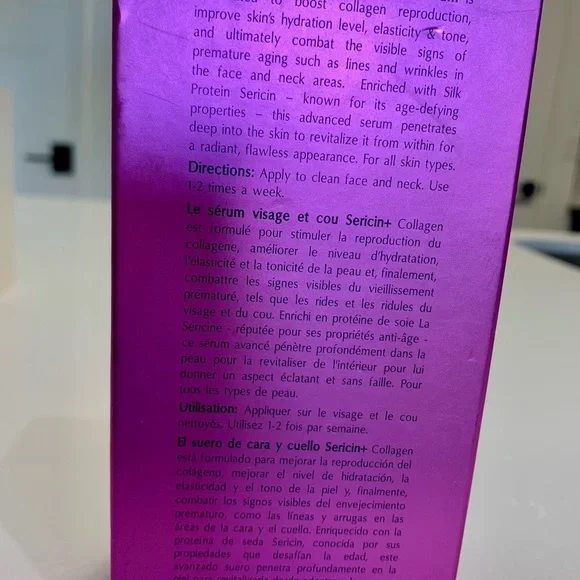 to boost collagen reproduction,
improve skin's hydration level, elasticity & tone,
and ultimately combat the visible signs of
premature aging such as lines and wrinkles in
the face and neck areas. Enriched with Silk
Protein Sericin – known for its age-defying
properties – this advanced serum penetrates
deep into the skin to revitalize it from within for
a radiant, flawless appearance. For all skin types.
Directions: Apply to clean face and neck. Use
1-2 times a week.
Le sérum visage et cou Sericin+ Collagen
est formulé pour stimuler la reproduction du
collagène, améliorer le niveau d'hydratation,
l'élasticité et la tonicité de la peau et, finalement,
combattre les signes visibles du vieillissement
prématuré, tels que les rides et les ridules du
visage et du cou. Enrichi en protéine de soie La
Séricine - réputée pour ses propriétés anti-âge -
ce sérum avancé pénètre profondément dans la
peau pour la revitaliser de l'intérieur pour lui
donner un aspect éclatant et sans faille. Pour
tous les types de peau.
Utilisation: Appliquer sur le visage et le cou
nettoyés. Utilisez 1-2 fois par semaine.
El suero de cara y cuello Sericin+ Collagen
está formulado para mejorar la reproducción del
colágeno, mejorar el nivel de hidratación, la
elasticidad y el tono de la piel y, finalmente,
combatir los signos visibles del envejecimiento
prematuro, como las líneas y arrugas en las
áreas de la cara y el cuello. Enriquecido con la
proteína de seda Sericin, conocida por sus
propiedades que desafían la edad, este
avanzado suero penetra profundamente en la